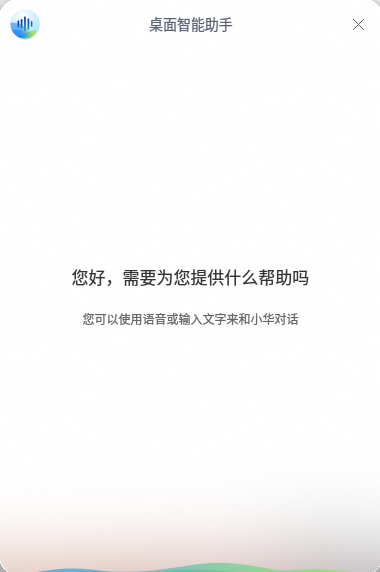 桌面智能助手
您好，需要为您提供什么帮助吗
您可以使用语音或输入文字来和小华对话